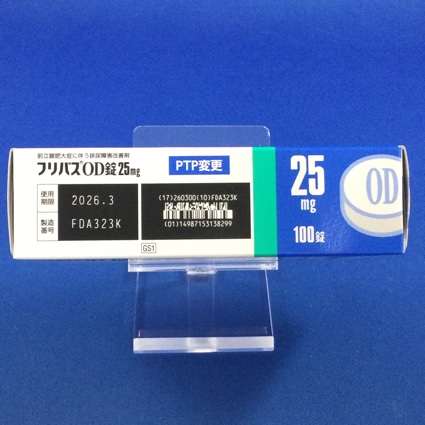 前立腺肥大症に伴う排尿障害改善剤
フリバスOD錠25mg
PTP変更
使用
期限
2026.3
製造
番号
FDA323K
(17)260300(10)FDA323K
(01)14987153138299
GS1
25
mg
100錠
OD